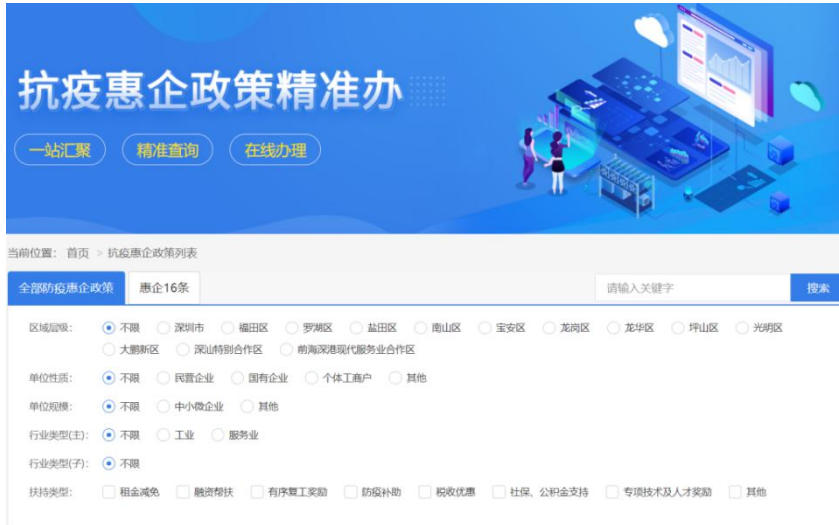 抗疫惠企政策精准办
一站汇聚 精准查询 在线办理
当前位置： 首页 > 抗疫惠企政策列表
全部防疫惠企政策 惠企16条 请输入关键字 搜索
区域层级： 不限 深圳市 福田区 罗湖区 盐田区 南山区 宝安区 龙岗区 龙华区 坪山区 光明区
大鹏新区 深汕特别合作区 前海深港现代服务业合作区
单位性质： 不限 民营企业 国有企业 个体工商户 其他
单位规模： 不限 中小微企业 其他
行业类型(主)： 不限 工业 服务业
行业类型(子)： 不限
扶持类型： 租金减免 融资帮扶 有序复工奖励 防疫补助 税收优惠 社保、公积金支持 专项技术及人才奖励 其他